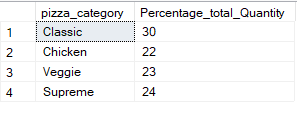 pizza_category Percentage_total_Quantity
1 Classic 30
2 Chicken 22
3 Veggie 23
4 Supreme 24